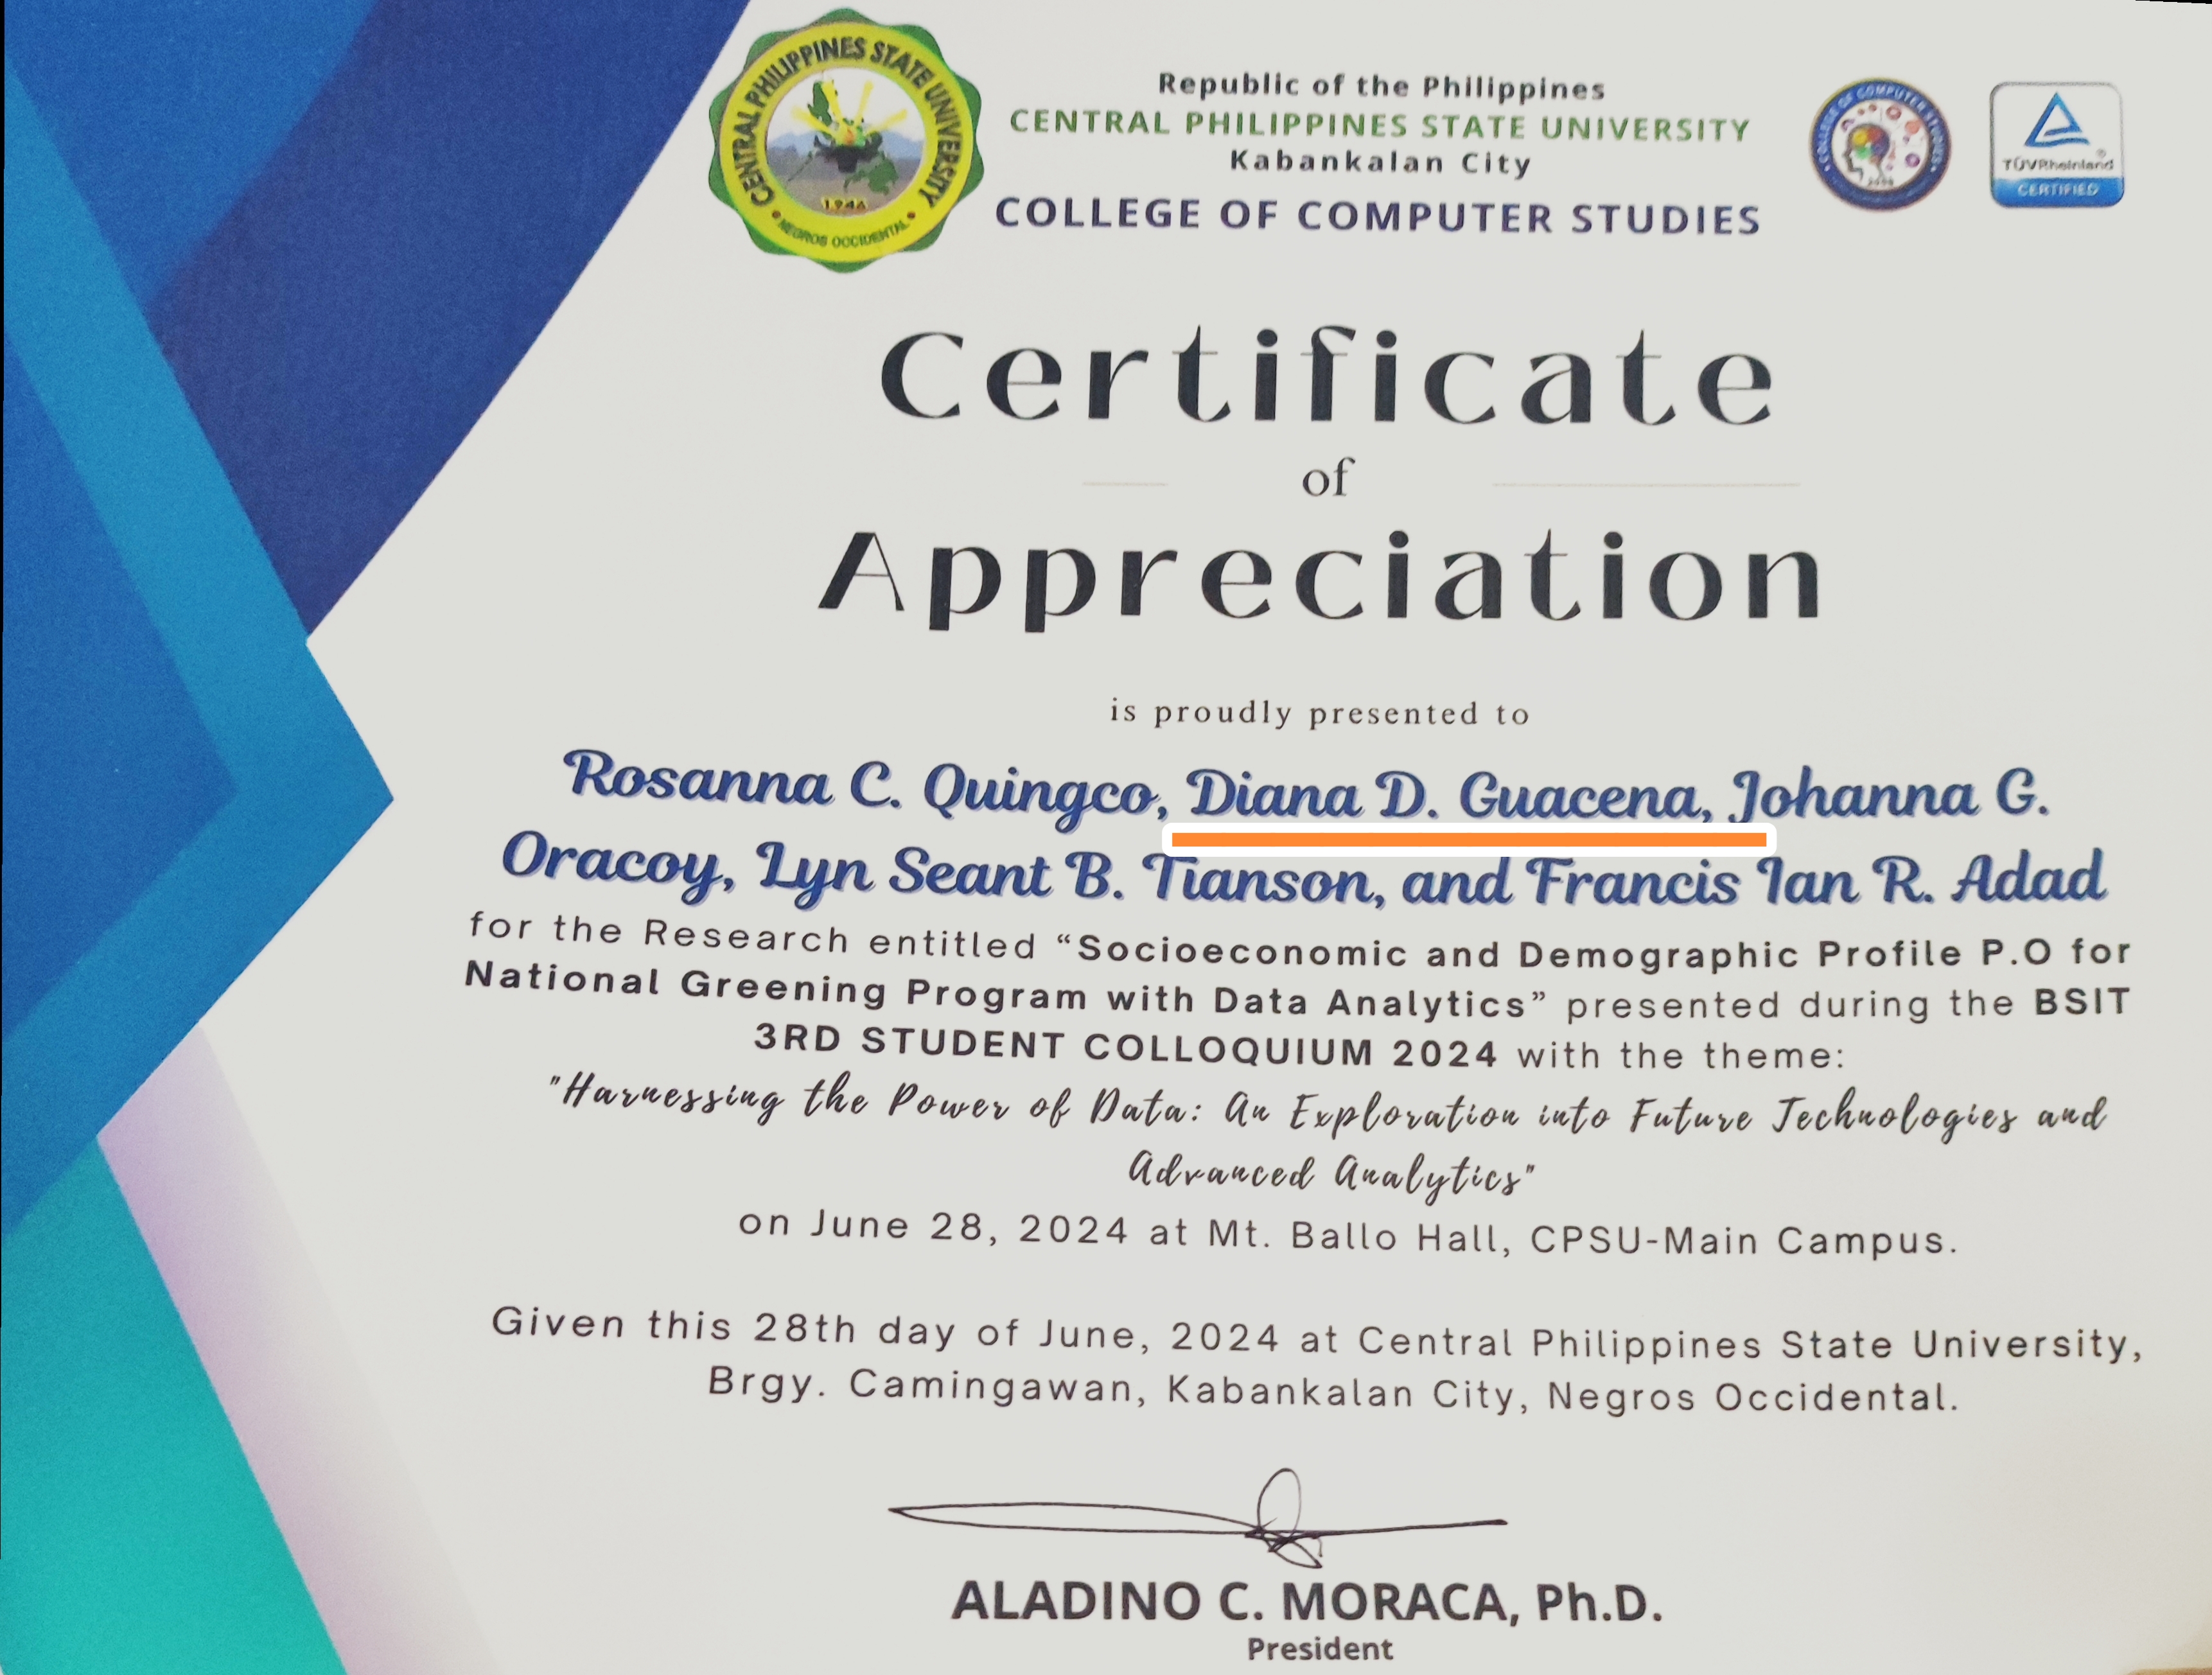 CENTRAL PHILIPPINES STATE UNIVERSITY
1946
• NEGROS OCCIDENTAL •
Republic of the Philippines
CENTRAL PHILIPPINES STATE UNIVERSITY
Kabankalan City
COLLEGE OF COMPUTER STUDIES
COLLEGE OF COMPUTER STUDIES
TÜVRheinland®
CERTIFIED
Certificate
of
Appreciation
is proudly presented to
Rosanna C. Quingco, Diana D. Guacena, Johanna G.
Oracoy, Lyn Seant B. Tianson, and Francis Ian R. Adad
for the Research entitled “Socioeconomic and Demographic Profile P.O for
National Greening Program with Data Analytics” presented during the BSIT
3RD STUDENT COLLOQUIUM 2024 with the theme:
"Harnessing the Power of Data: An Exploration into Future Technologies and
Advanced Analytics"
on June 28, 2024 at Mt. Ballo Hall, CPSU-Main Campus.
Given this 28th day of June, 2024 at Central Philippines State University,
Brgy. Camingawan, Kabankalan City, Negros Occidental.
ALADINO C. MORACA, Ph.D.
President